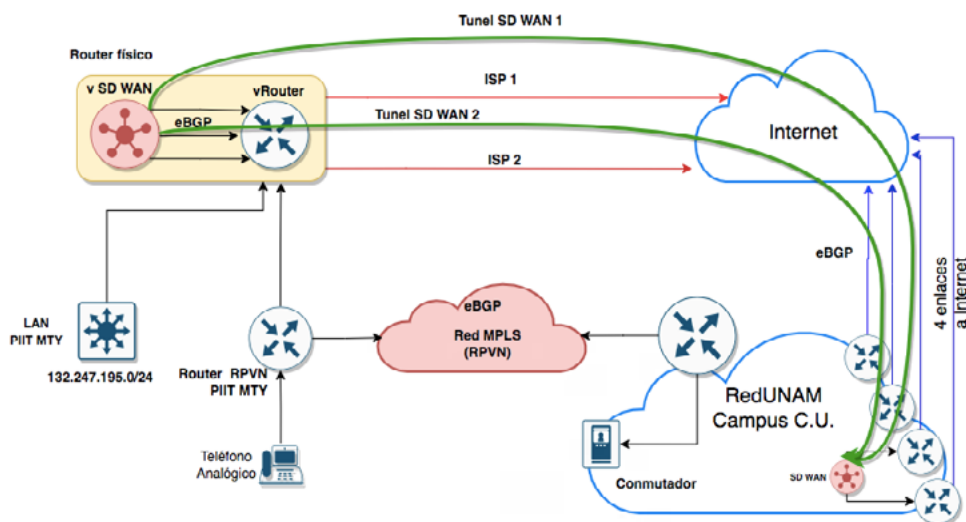 Tunel SD WAN 1
Router físico
v SD WAN
vRouter
eBGP
ISP 1
Tunel SD WAN 2
ISP 2
Internet
eBGP
4 enlaces
a Internet
LAN
PIIT MTY
132.247.195.0/24
Router RPVN
PIIT MTY
eBGP
Red MPLS
(RPVN)
RedUNAM
Campus C.U.
Teléfono
Analógico
Conmutador
SD WAN